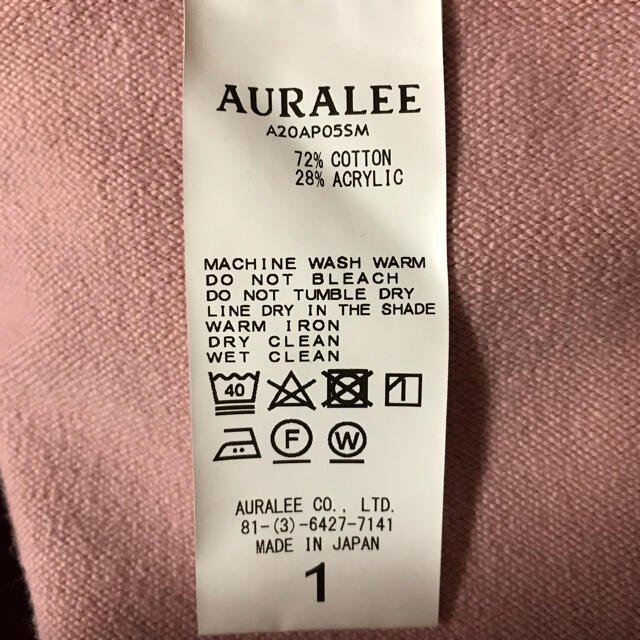 AURALEE
A20AP05SM
72% COTTON
28% ACRYLIC
MACHINE WASH WARM
DO NOT BLEACH
DO NOT TUMBLE DRY
LINE DRY IN THE SHADE
WARM IRON
DRY CLEAN
WET CLEAN
40
F W
AURALEE CO., LTD.
81-(3)-6427-7141
MADE IN JAPAN
1